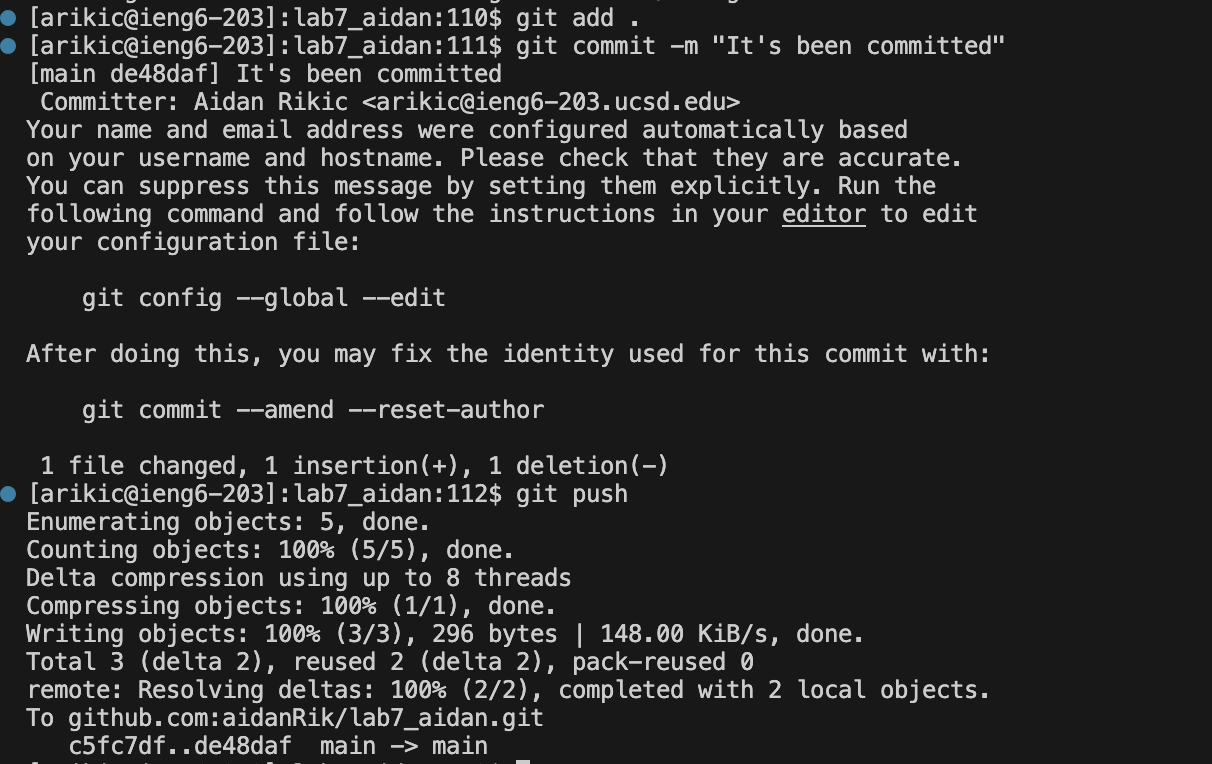 [arikic@ieng6-203]:lab7_aidan:110$ git add .
[arikic@ieng6-203]:lab7_aidan:111$ git commit -m "It's been committed"
[main de48daf] It's been committed
 Committer: Aidan Rikic <arikic@ieng6-203.ucsd.edu>
Your name and email address were configured automatically based
on your username and hostname. Please check that they are accurate.
You can suppress this message by setting them explicitly. Run the
following command and follow the instructions in your editor to edit
your configuration file:

    git config --global --edit

After doing this, you may fix the identity used for this commit with:

    git commit --amend --reset-author

 1 file changed, 1 insertion(+), 1 deletion(-)
[arikic@ieng6-203]:lab7_aidan:112$ git push
Enumerating objects: 5, done.
Counting objects: 100% (5/5), done.
Delta compression using up to 8 threads
Compressing objects: 100% (1/1), done.
Writing objects: 100% (3/3), 296 bytes | 148.00 KiB/s, done.
Total 3 (delta 2), reused 2 (delta 2), pack-reused 0
remote: Resolving deltas: 100% (2/2), completed with 2 local objects.
To github.com:aidanRik/lab7_aidan.git
   c5fc7df..de48daf  main -> main